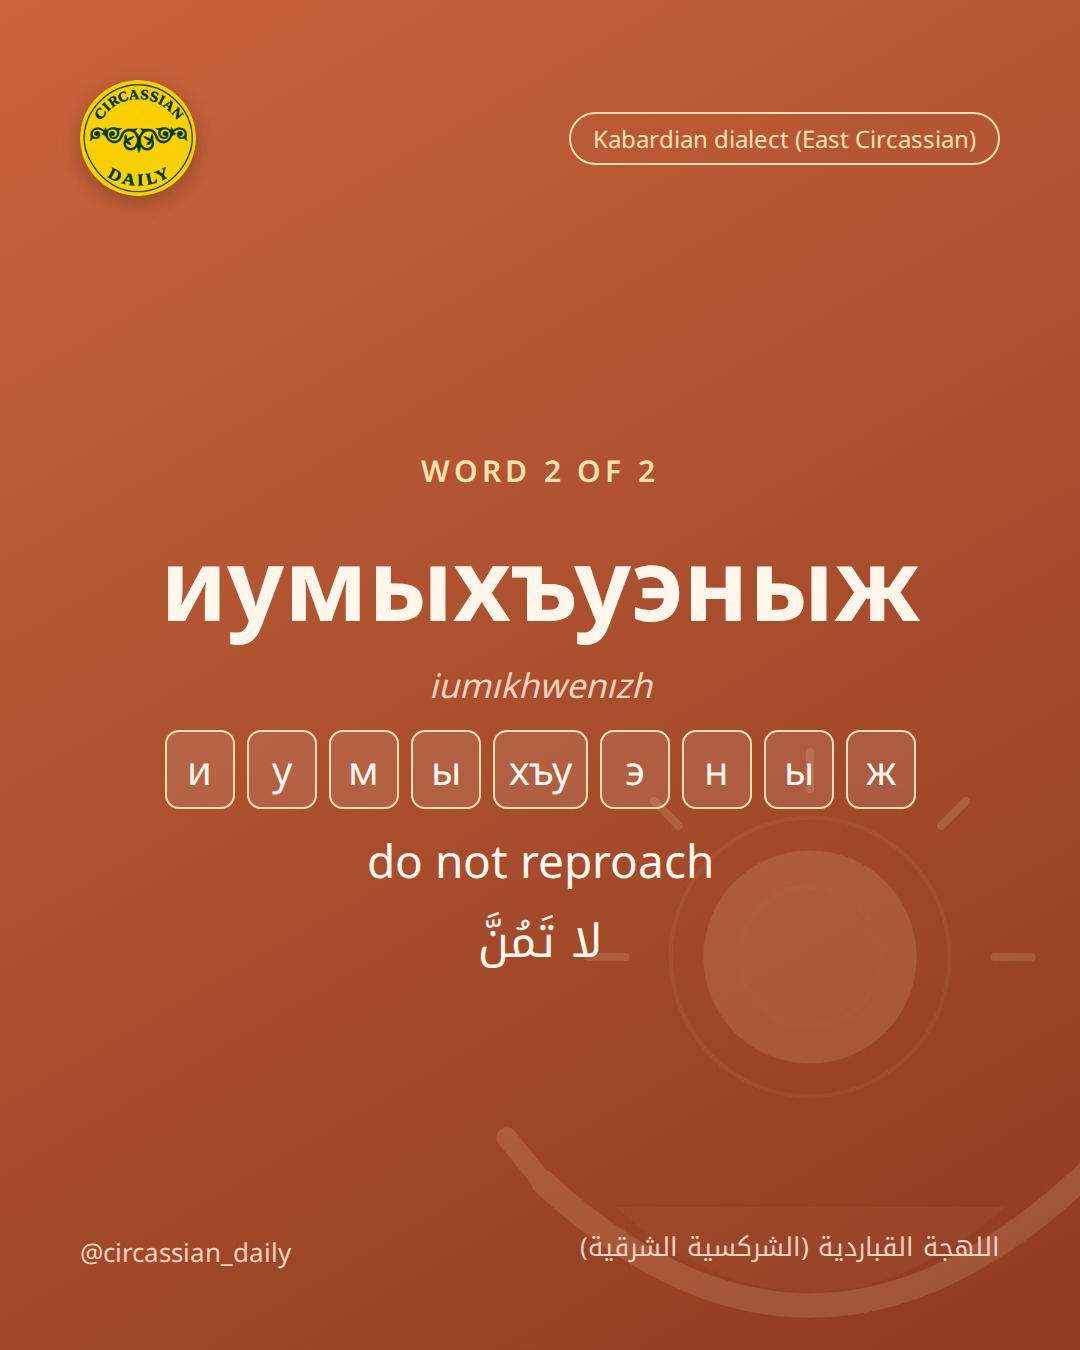 CIRCASSIAN
DAILY
Kabardian dialect (East Circassian)
WORD 2 OF 2
иумыхъуэныж
iumıkhwenızh
и у м ы хъу э н ы ж
do not reproach
لا تَمُنَّ
@circassian_daily
اللهجة القباردية (الشركسية الشرقية)